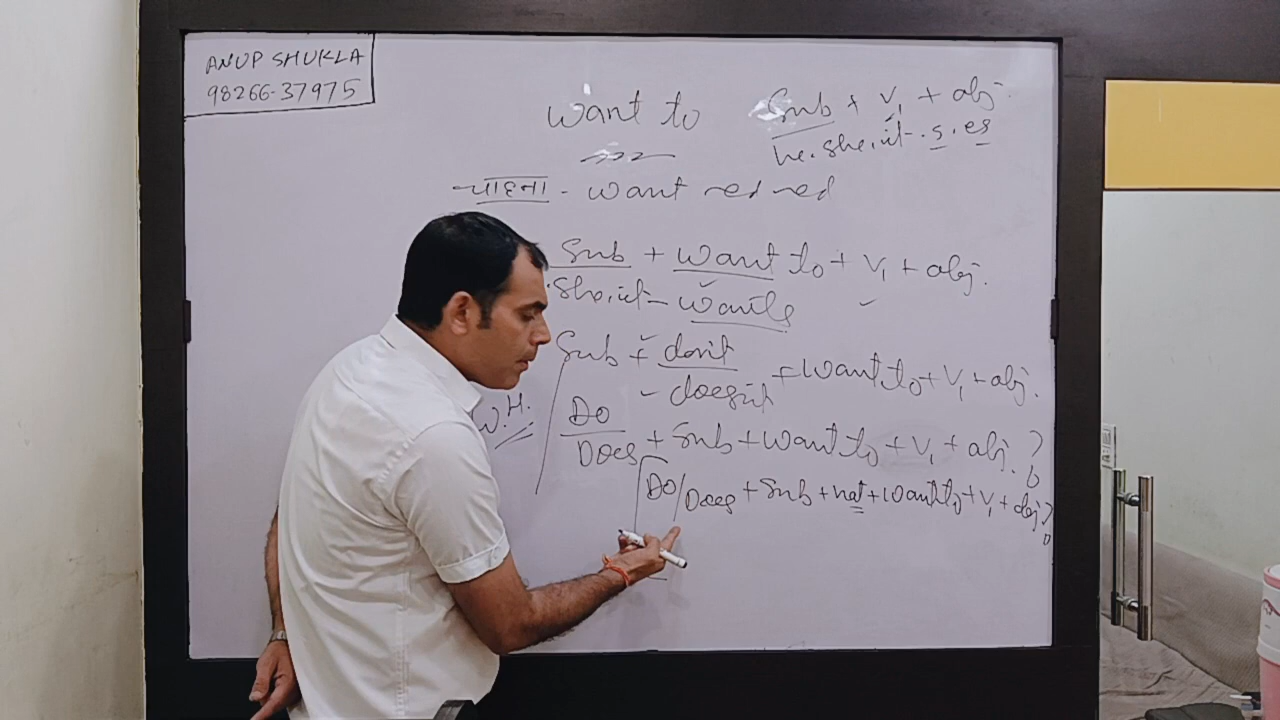 ANUP SHUKLA
98266-37975
want to
Sub + V₁ + obj.
he.she.it-.s.es
चाहना - want ed ed
Sub + want to + V₁ + obj.
.she.it - wants
Sub + don't
- doesn't
+ want to + V₁ + obj.
W.H.
Do
Does + Sub + want to + V₁ + obj.?
Do/Does + Sub + not + want to + V₁ + obj?